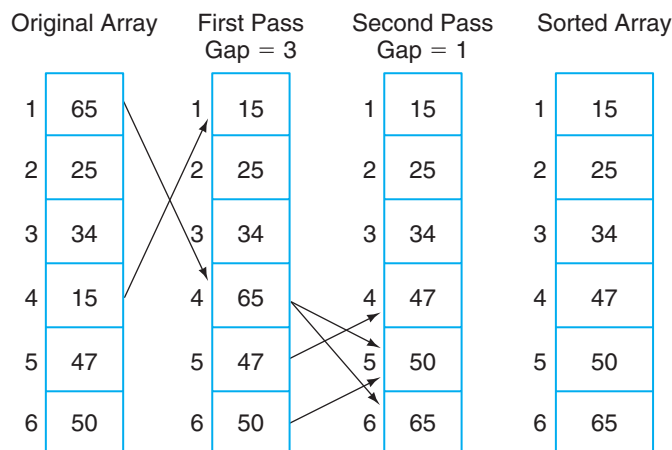 Original Array First Pass Second Pass Sorted Array
Gap = 3 Gap = 1
1 65 1 15 1 15 1 15
2 25 2 25 2 25 2 25
3 34 3 34 3 34 3 34
4 15 4 65 4 47 4 47
5 47 5 47 5 50 5 50
6 50 6 50 6 65 6 65